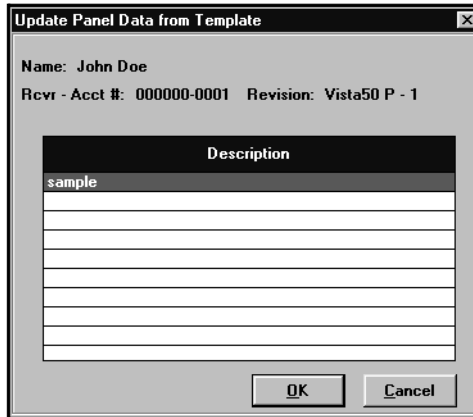 Update Panel Data from Template
Name: John Doe
Rcvr - Acct #: 000000-0001 Revision: Vista50 P - 1
Description
sample
OK Cancel